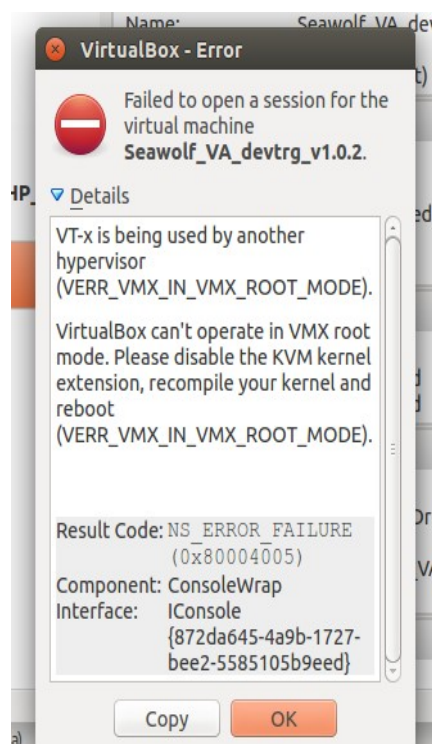 Name: Seawolf_VA_dev
VirtualBox - Error
Failed to open a session for the
virtual machine
Seawolf_VA_devtrg_v1.0.2.
Details
VT-x is being used by another
hypervisor
(VERR_VMX_IN_VMX_ROOT_MODE).
VirtualBox can't operate in VMX root
mode. Please disable the KVM kernel
extension, recompile your kernel and
reboot
(VERR_VMX_IN_VMX_ROOT_MODE).
Result Code: NS_ERROR_FAILURE
(0x80004005)
Component: ConsoleWrap
Interface: IConsole
{872da645-4a9b-1727-
bee2-5585105b9eed}
Copy OK